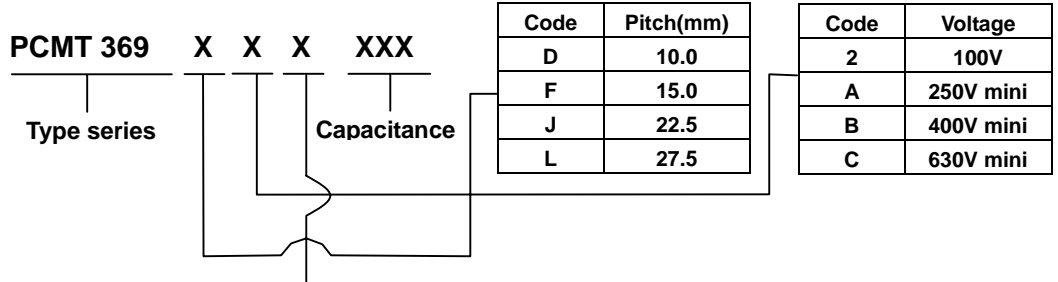 PCMT 369 X X X XXX
Type series
Capacitance
Code Pitch(mm)
D 10.0
F 15.0
J 22.5
L 27.5
Code Voltage
2 100V
A 250V mini
B 400V mini
C 630V mini